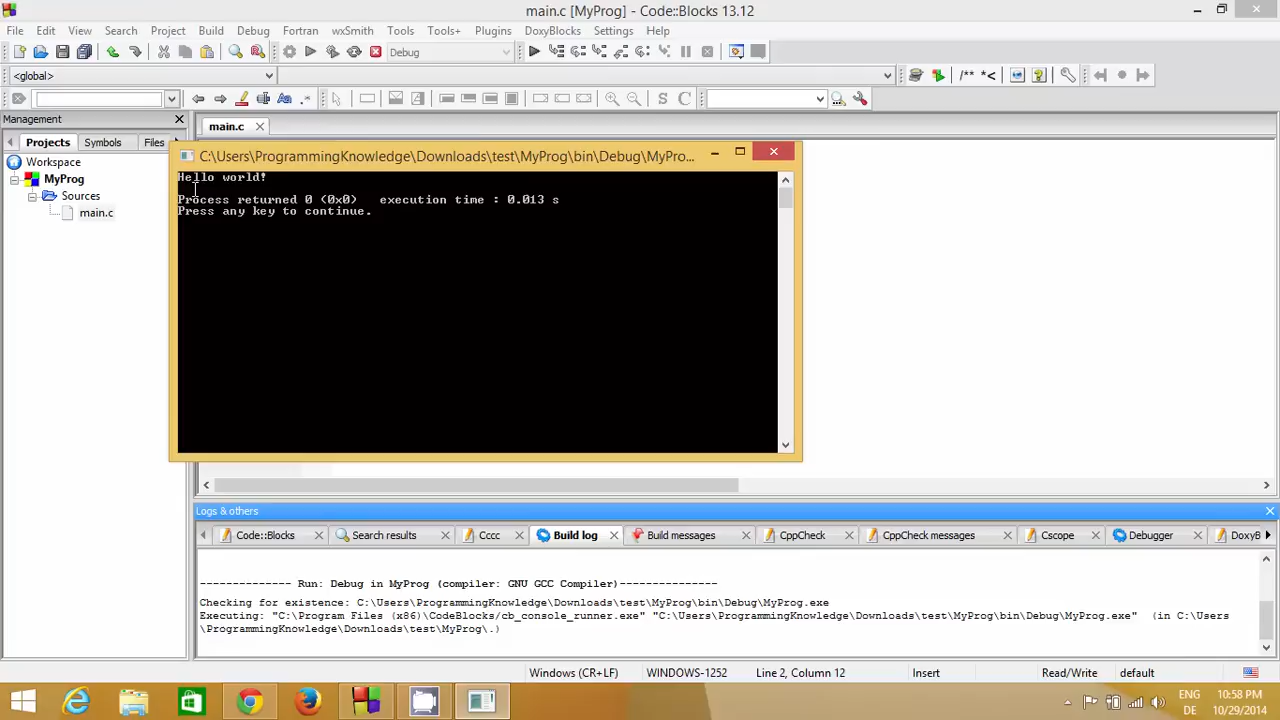 main.c [MyProg] - Code::Blocks 13.12
File Edit View Search Project Build Debug Fortran wxSmith Tools Tools+ Plugins DoxyBlocks Settings Help
Debug
<global>
/** *<
Aa .*
S C
Management
Projects Symbols Files
main.c
Workspace
MyProg
Sources
main.c
C:\Users\ProgrammingKnowledge\Downloads\test\MyProg\bin\Debug\MyPro...
Hello world!
Process returned 0 (0x0) execution time : 0.013 s
Press any key to continue.
Logs & others
Code::Blocks Search results Cccc Build log Build messages CppCheck CppCheck messages Cscope Debugger DoxyB
-------------- Run: Debug in MyProg (compiler: GNU GCC Compiler)---------------
Checking for existence: C:\Users\ProgrammingKnowledge\Downloads\test\MyProg\bin\Debug\MyProg.exe
Executing: "C:\Program Files (x86)\CodeBlocks/cb_console_runner.exe" "C:\Users\ProgrammingKnowledge\Downloads\test\MyProg\bin\Debug\MyProg.exe" (in C:\Users
\ProgrammingKnowledge\Downloads\test\MyProg\.)
Windows (CR+LF) WINDOWS-1252 Line 2, Column 12 Insert Read/Write default
ENG 10:58 PM
DE 10/29/2014